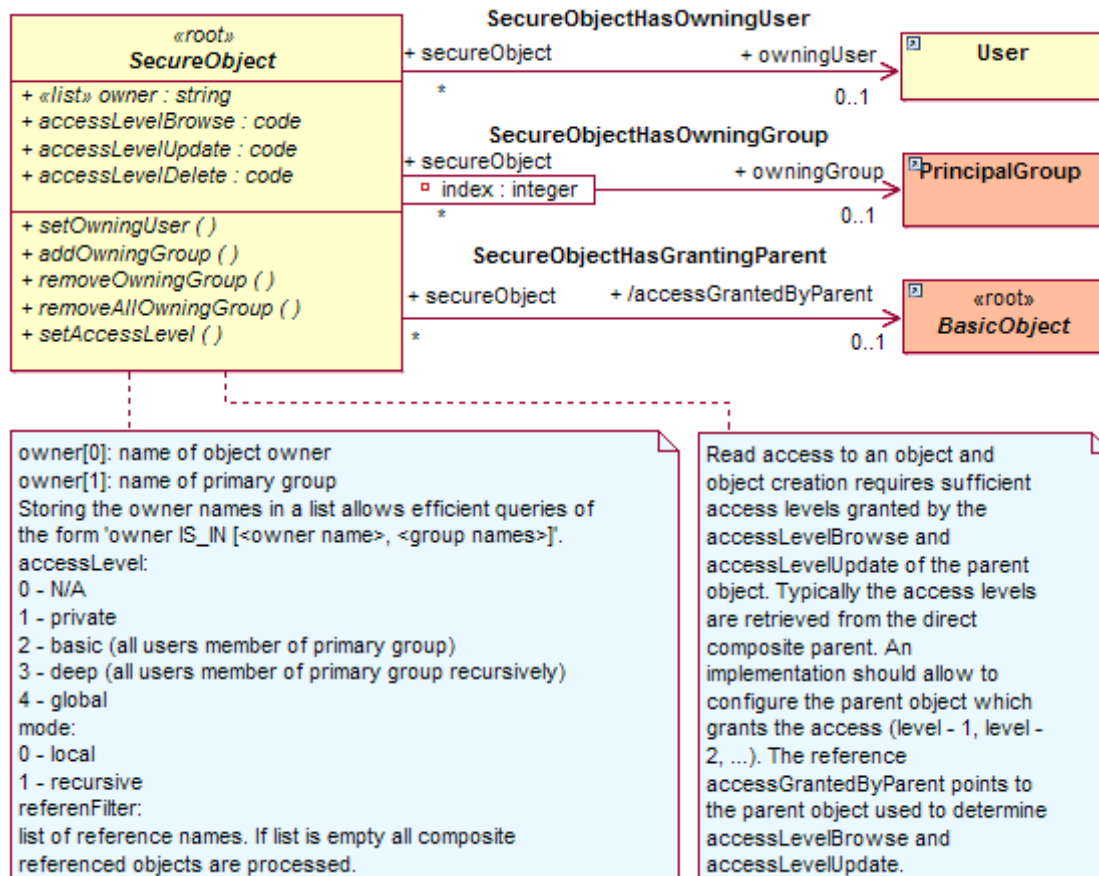 «root»
SecureObject
+ «list» owner : string
+ accessLevelBrowse : code
+ accessLevelUpdate : code
+ accessLevelDelete : code
+ setOwningUser ( )
+ addOwningGroup ( )
+ removeOwningGroup ( )
+ removeAllOwningGroup ( )
+ setAccessLevel ( )
SecureObjectHasOwningUser
+ secureObject
+ owningUser
*
0..1
User
SecureObjectHasOwningGroup
+ secureObject
index : integer
+ owningGroup
*
0..1
PrincipalGroup
SecureObjectHasGrantingParent
+ secureObject
+ /accessGrantedByParent
*
0..1
«root»
BasicObject
owner[0]: name of object owner
owner[1]: name of primary group
Storing the owner names in a list allows efficient queries of
the form 'owner IS_IN [<owner name>, <group names>]'.
accessLevel:
0 - N/A
1 - private
2 - basic (all users member of primary group)
3 - deep (all users member of primary group recursively)
4 - global
mode:
0 - local
1 - recursive
referenFilter:
list of reference names. If list is empty all composite
referenced objects are processed.
Read access to an object and
object creation requires sufficient
access levels granted by the
accessLevelBrowse and
accessLevelUpdate of the parent
object. Typically the access levels
are retrieved from the direct
composite parent. An
implementation should allow to
configure the parent object which
grants the access (level - 1, level -
2, ...). The reference
accessGrantedByParent points to
the parent object used to determine
accessLevelBrowse and
accessLevelUpdate.